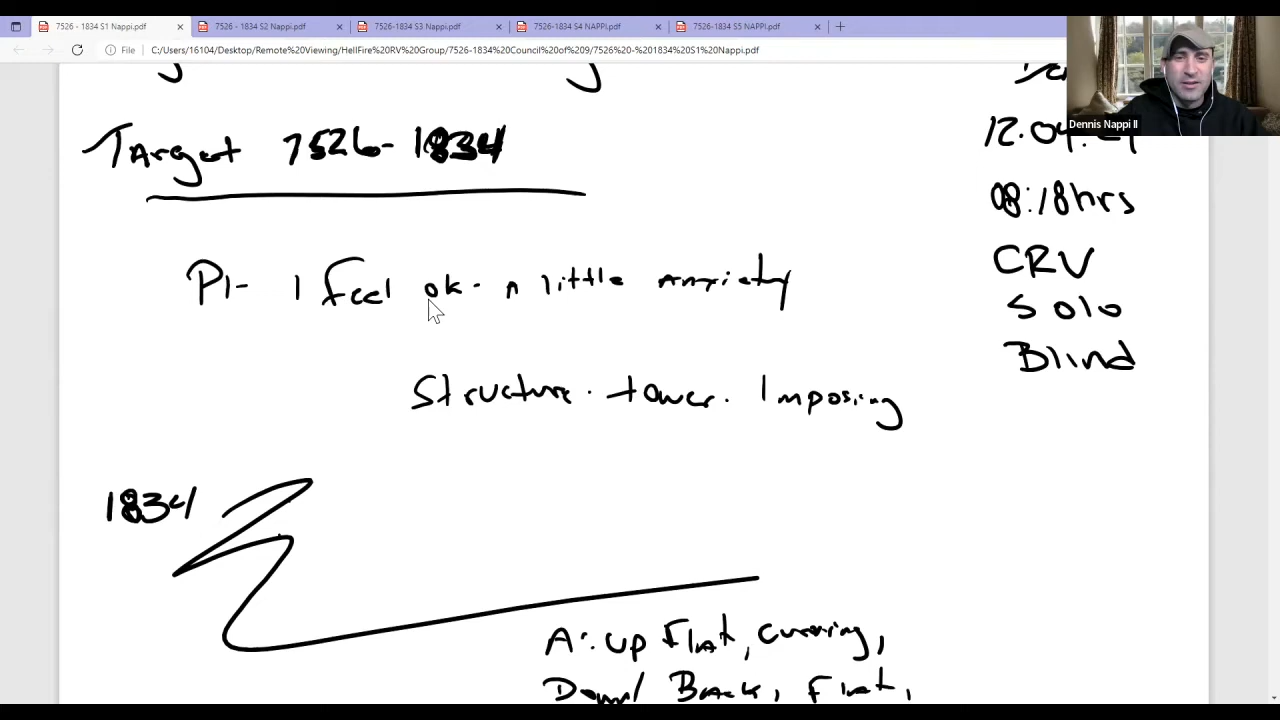 7526 - 1834 S1 Nappi.pdf
7526 - 1834 S2 Nappi.pdf
7526-1834 S3 Nappi.pdf
7526-1834 S4 NAPPI.pdf
7526-1834 S5 NAPPI.pdf
File C:/Users/16104/Desktop/Remote%20Viewing/HellFire%20RV%20Group/7526-1834%20Council%20of%209/7526%20-%201834%20S1%20Nappi.pdf
Dennis Nappi II
Target 7526-1834
08:18hrs
CRV
Solo
Blind
PI- I feel ok. A little anxiety
Structure. tower. Imposing
1834
A: up Flat, curving,
Down Back, Flat,